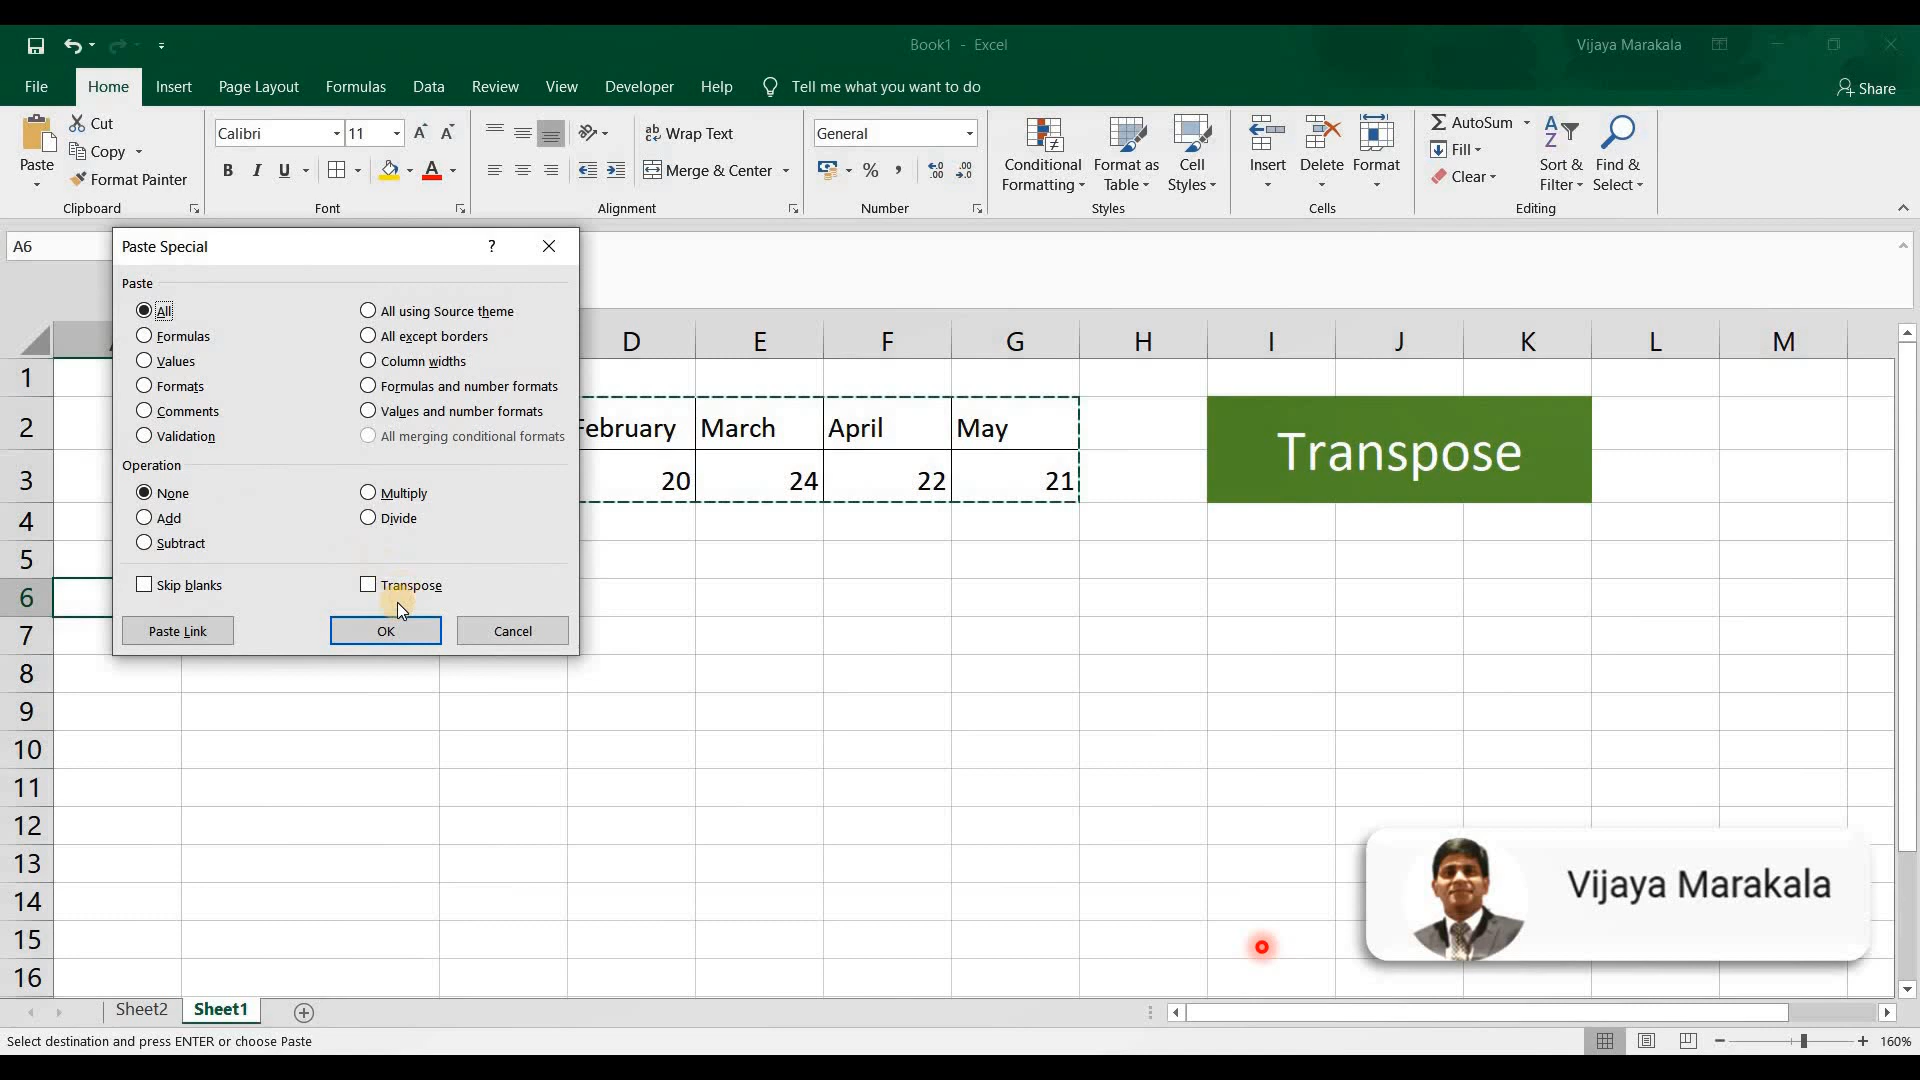 Book1 - Excel
Vijaya Marakala
File Home Insert Page Layout Formulas Data Review View Developer Help Tell me what you want to do
Share
Paste
Cut
Copy
Format Painter
Clipboard
Calibri 11
B I U
Font
Wrap Text
Merge & Center
Alignment
General
Number
Conditional Formatting
Format as Table
Cell Styles
Styles
Insert
Delete
Format
Cells
AutoSum
Fill
Clear
Sort & Filter
Find & Select
Editing
A6
Paste Special
Paste
All
All using Source theme
Formulas
All except borders
Values
Column widths
Formats
Formulas and number formats
Comments
Values and number formats
Validation
All merging conditional formats
Operation
None
Multiply
Add
Divide
Subtract
Skip blanks
Transpose
Paste Link
OK
Cancel
D E F G H I J K L M
1
2 February March April May
3 20 24 22 21
Transpose
4
5
6
7
8
9
10
11
12
13
14
15
16
Vijaya Marakala
Sheet2 Sheet1
Select destination and press ENTER or choose Paste
160%